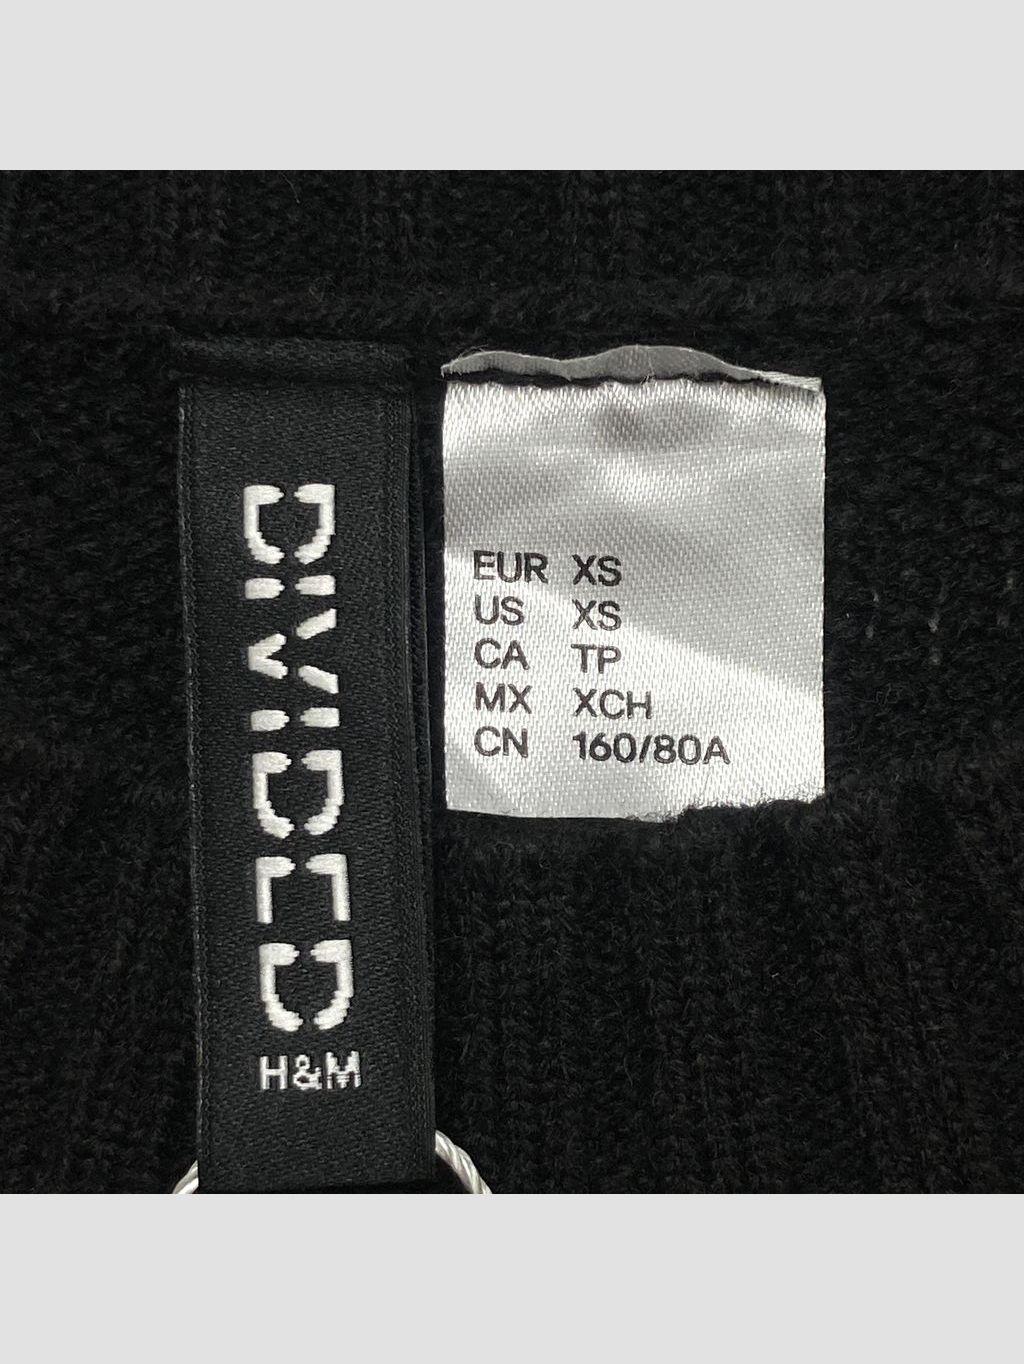 DIVIDED
H&M
EUR XS
US XS
CA TP
MX XCH
CN 160/80A